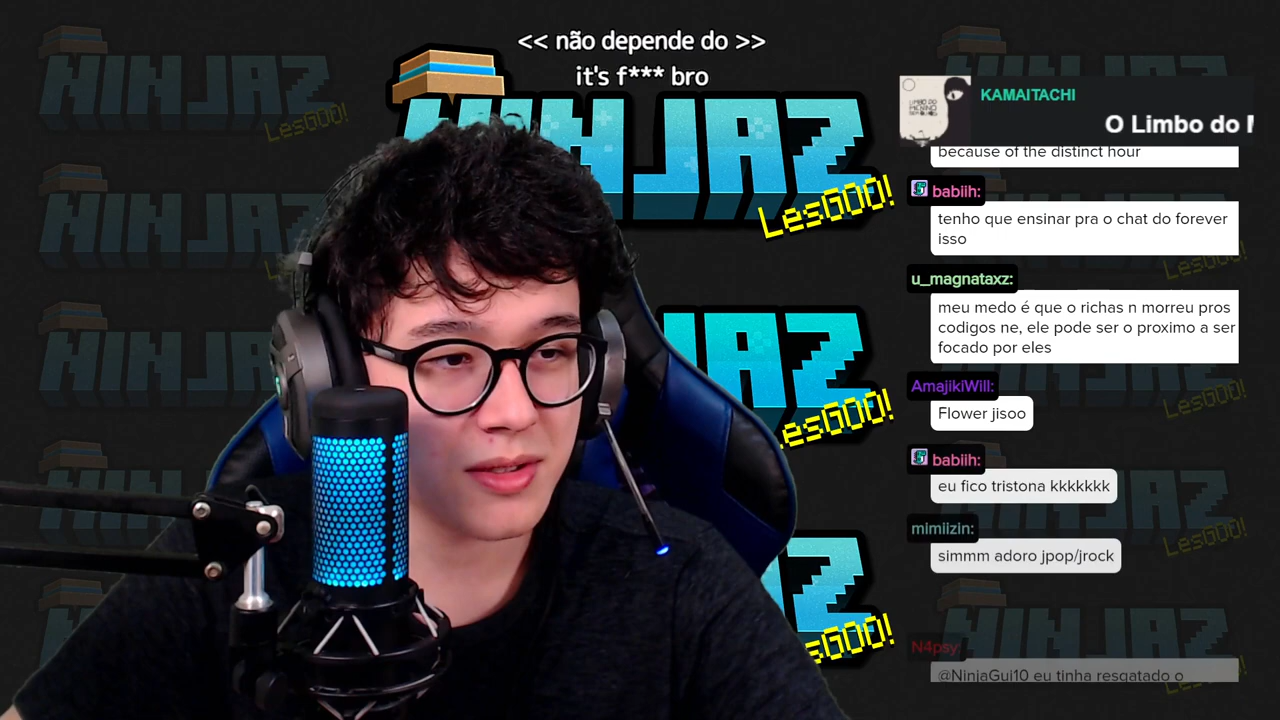 << não depende do >>
it's f*** bro
NINJAZ
LesGOO!
KAMAITACHI
O Limbo do
because of the distinct hour
babiih:
tenho que ensinar pra o chat do forever
isso
u_magnataxz:
meu medo é que o richas n morreu pros
codigos ne, ele pode ser o proximo a ser
focado por eles
AmajikiWill:
Flower jisoo
babiih:
eu fico tristona kkkkkkk
mimiizin:
simmm adoro jpop/jrock
N4psy:
@NinjaGui10 eu tinha resgatado o